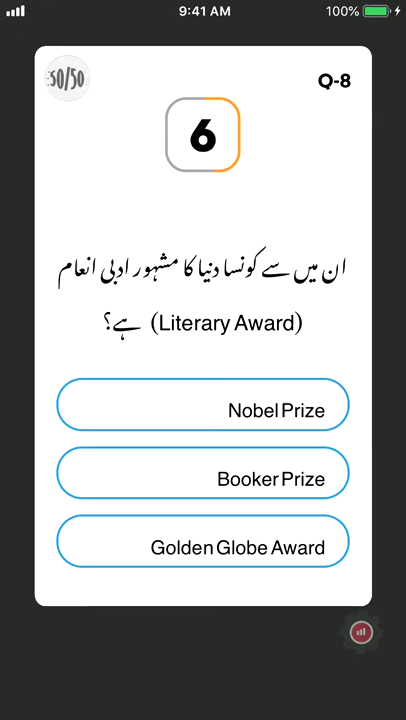 9:41 AM
100%
50/50
Q-8
6
ان میں سے کونسا دنیا کا مشہور ادبی انعام
(Literary Award) ہے؟
Nobel Prize
Booker Prize
Golden Globe Award